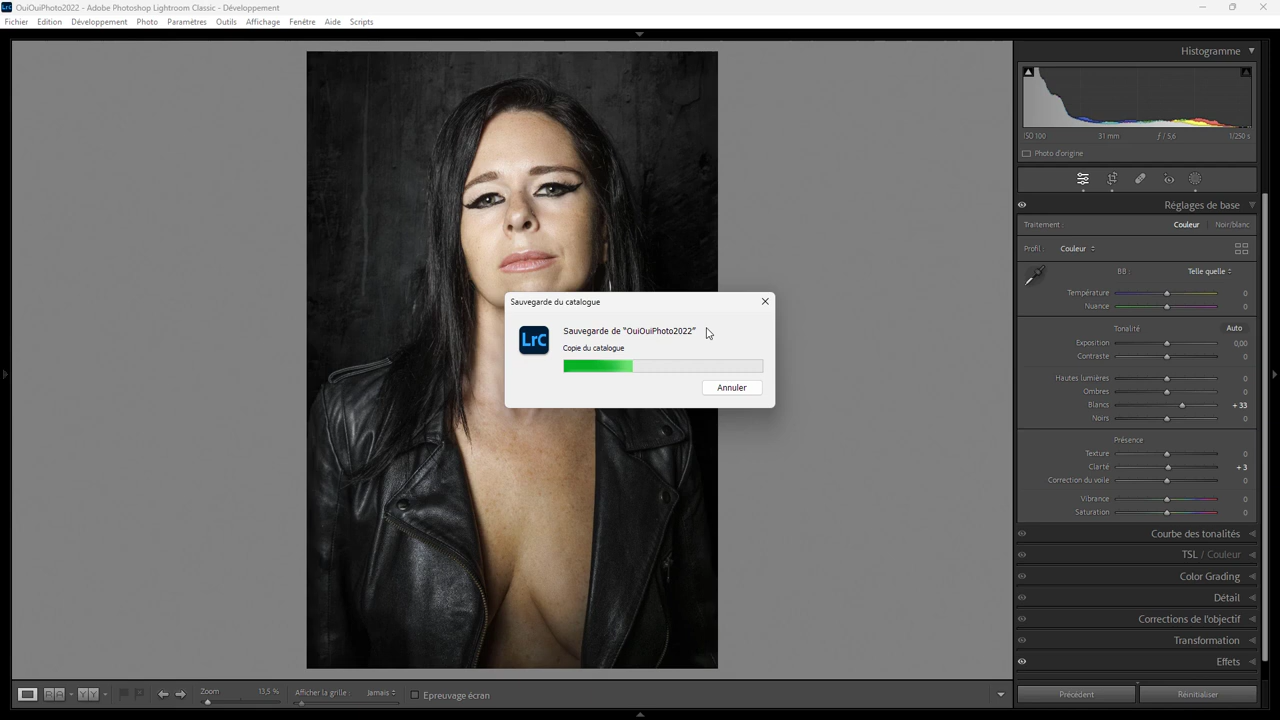 OuiOuiPhoto2022 - Adobe Photoshop Lightroom Classic - Développement
Fichier Edition Développement Photo Paramètres Outils Affichage Fenêtre Aide Scripts
Histogramme
ISO 100 31 mm ƒ / 5,6 1/250 s
Photo d'origine
Réglages de base
Traitement : Couleur Noir/blanc
Profil : Couleur
BB : Telle quelle
Température 0
Nuance 0
Tonalité Auto
Exposition 0,00
Contraste 0
Hautes lumières 0
Ombres 0
Blancs + 33
Noirs 0
Présence
Texture 0
Clarté + 3
Correction du voile 0
Vibrance 0
Saturation 0
Courbe des tonalités
TSL / Couleur
Color Grading
Détail
Corrections de l'objectif
Transformation
Effets
Précédent Réinitialiser
Sauvegarde du catalogue
LrC
Sauvegarde de “OuiOuiPhoto2022”
Copie du catalogue
Annuler
R A Y Y Zoom 13,5 % Afficher la grille : Jamais Epreuvage écran